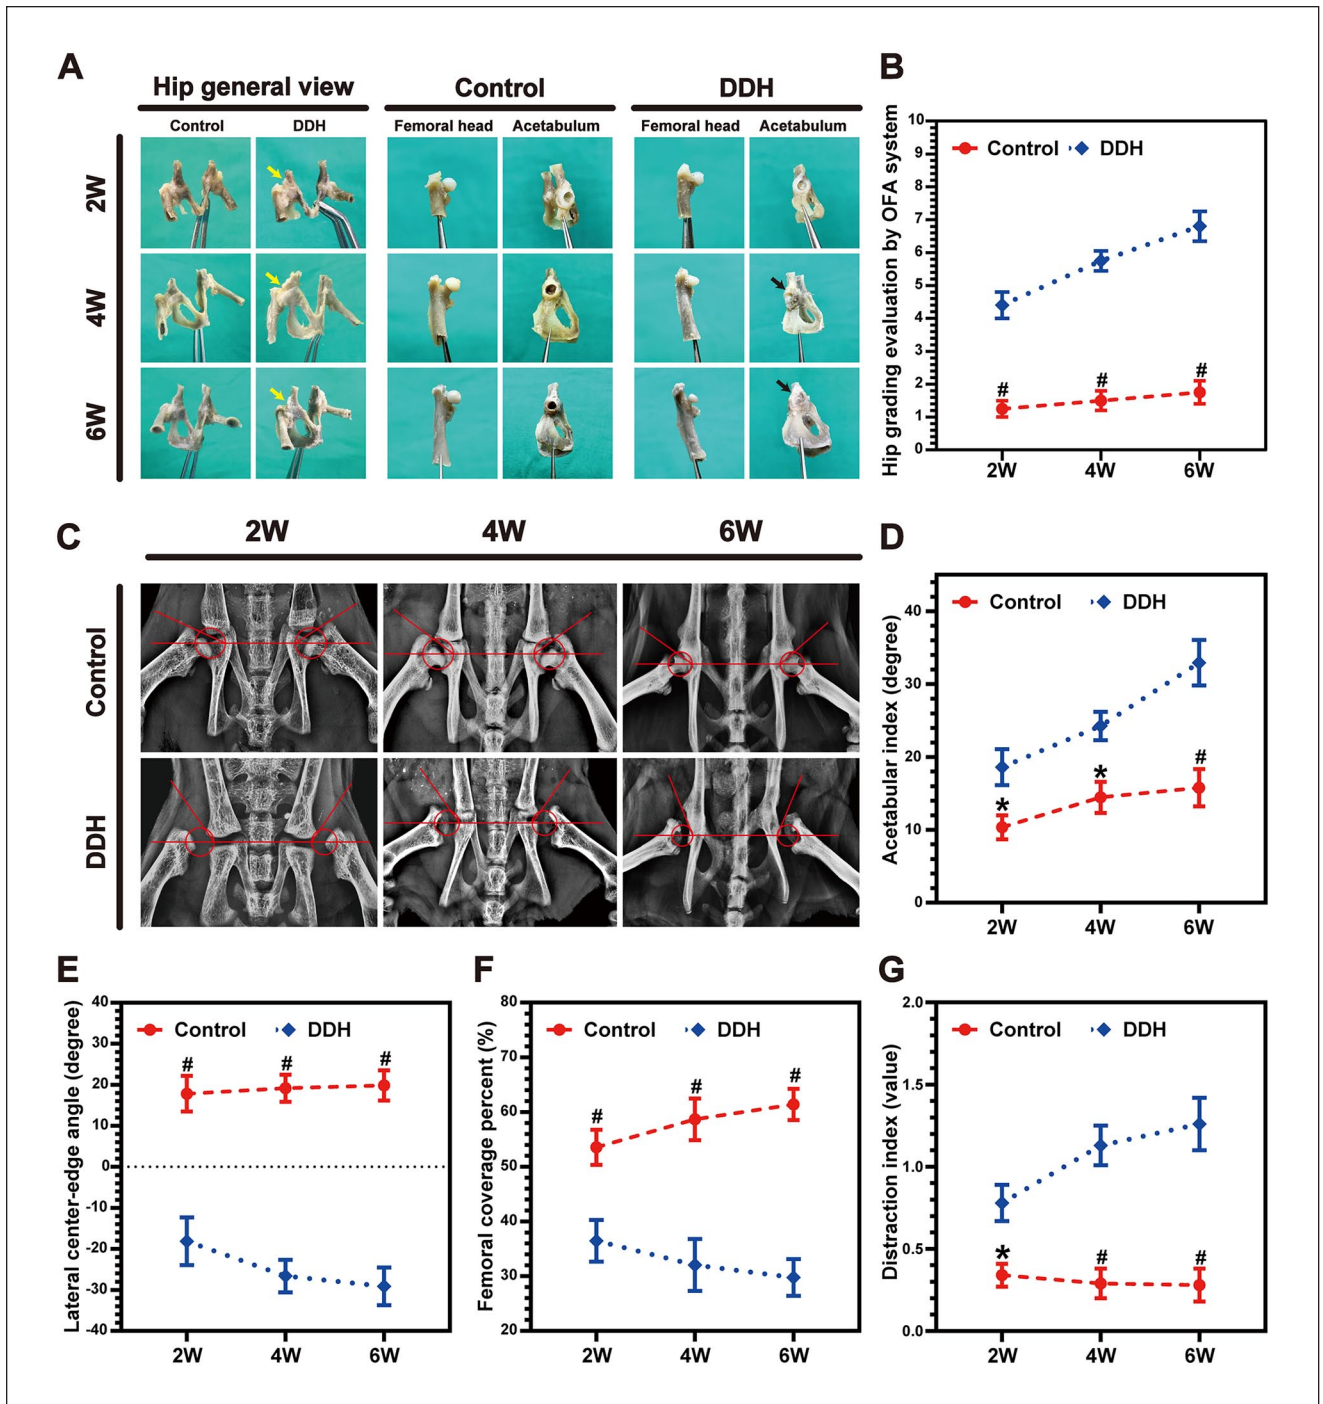 A
Hip general view
Control
DDH
Control
DDH
Femoral head
Acetabulum
Femoral head
Acetabulum
2W
4W
6W
B
Hip grading evaluation by OFA system
10
9
8
7
6
5
4
3
2
1
0
Control
DDH
#
#
#
2W
4W
6W
C
2W
4W
6W
Control
DDH
D
Acetabular index (degree)
40
30
20
10
0
Control
DDH
*
*
#
2W
4W
6W
E
Lateral center-edge angle (degree)
40
30
20
10
0
-10
-20
-30
-40
Control
DDH
#
#
#
2W
4W
6W
F
Femoral coverage percent (%)
80
70
60
50
40
30
20
Control
DDH
#
#
#
2W
4W
6W
G
Distraction index (value)
2.0
1.5
1.0
0.5
0.0
Control
DDH
*
#
#
2W
4W
6W